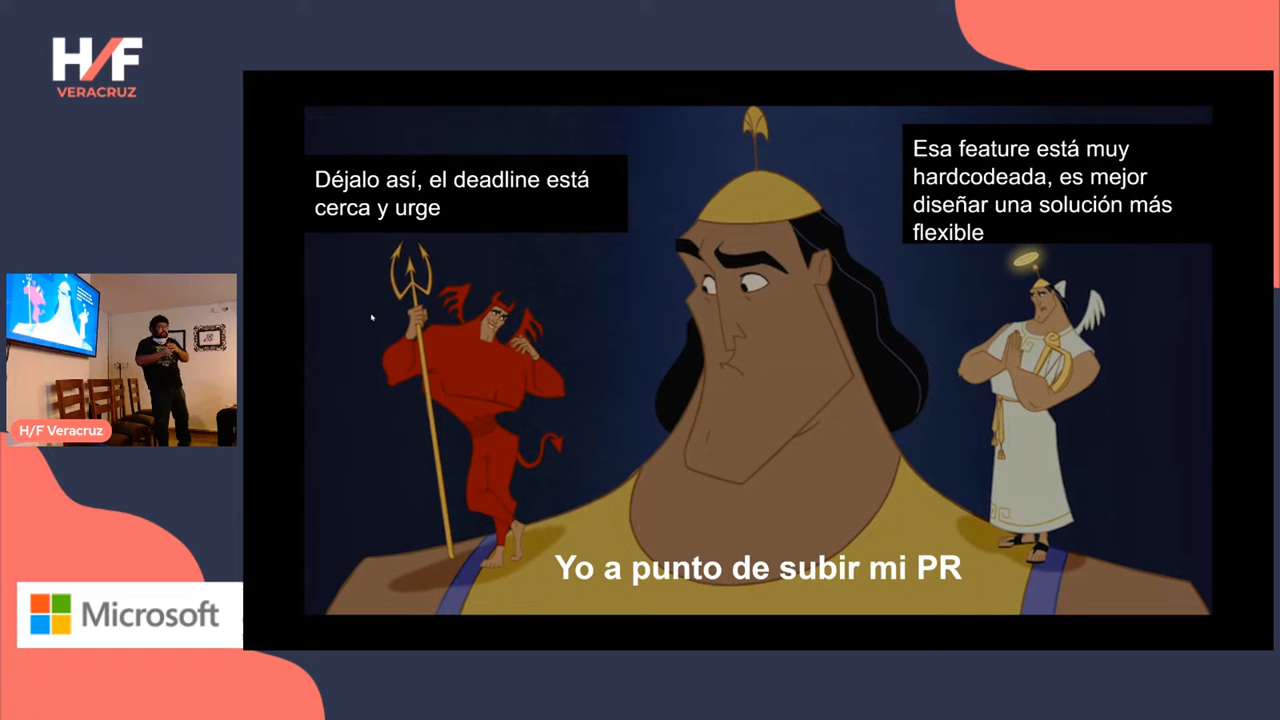 H/F
VERACRUZ
Déjalo así, el deadline está
cerca y urge
Esa feature está muy
hardcodeada, es mejor
diseñar una solución más
flexible
Yo a punto de subir mi PR
H/F Veracruz
Microsoft